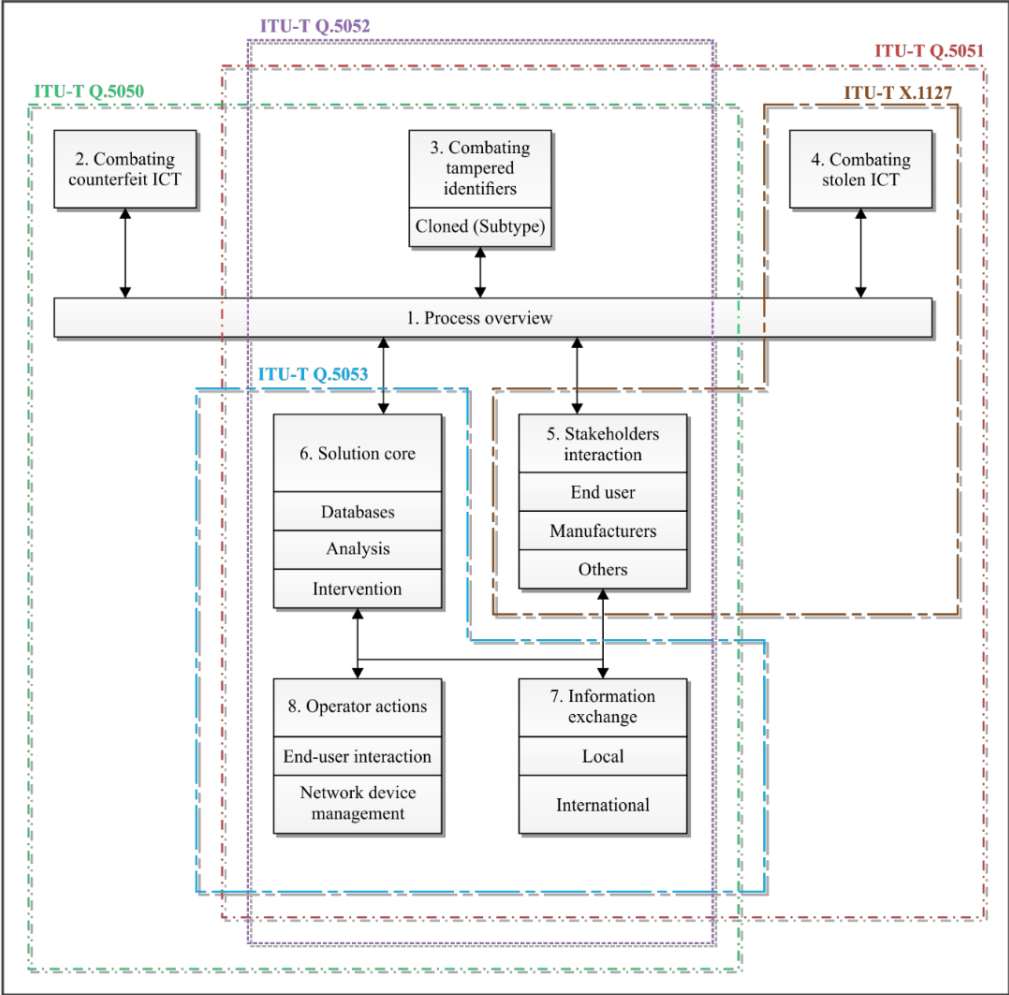 ITU-T Q.5052
ITU-T Q.5051
ITU-T Q.5050
ITU-T X.1127
2. Combating
counterfeit ICT
3. Combating
tampered
identifiers
Cloned (Subtype)
4. Combating
stolen ICT
1. Process overview
ITU-T Q.5053
6. Solution core
Databases
Analysis
Intervention
5. Stakeholders
interaction
End user
Manufacturers
Others
8. Operator actions
End-user interaction
Network device
management
7. Information
exchange
Local
International